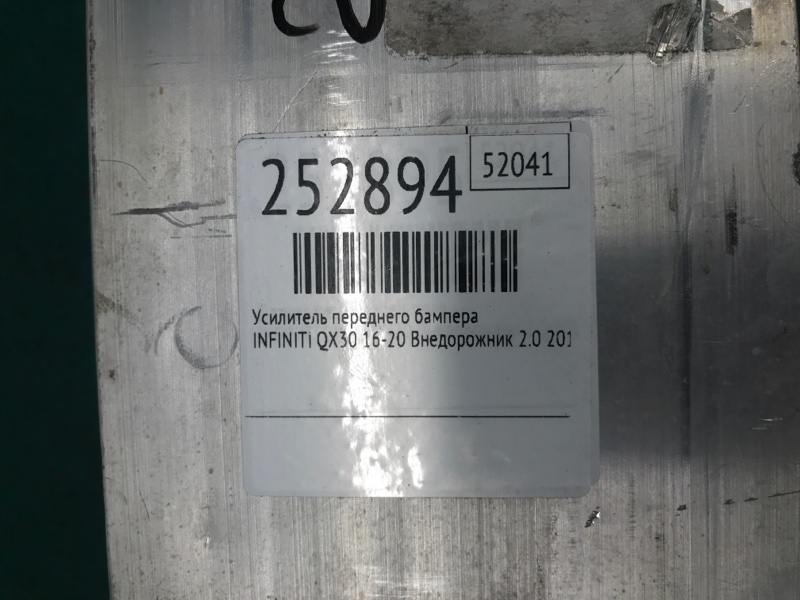 252894
52041
Усилитель переднего бампера
INFINITi QX30 16-20 Внедорожник 2.0 201